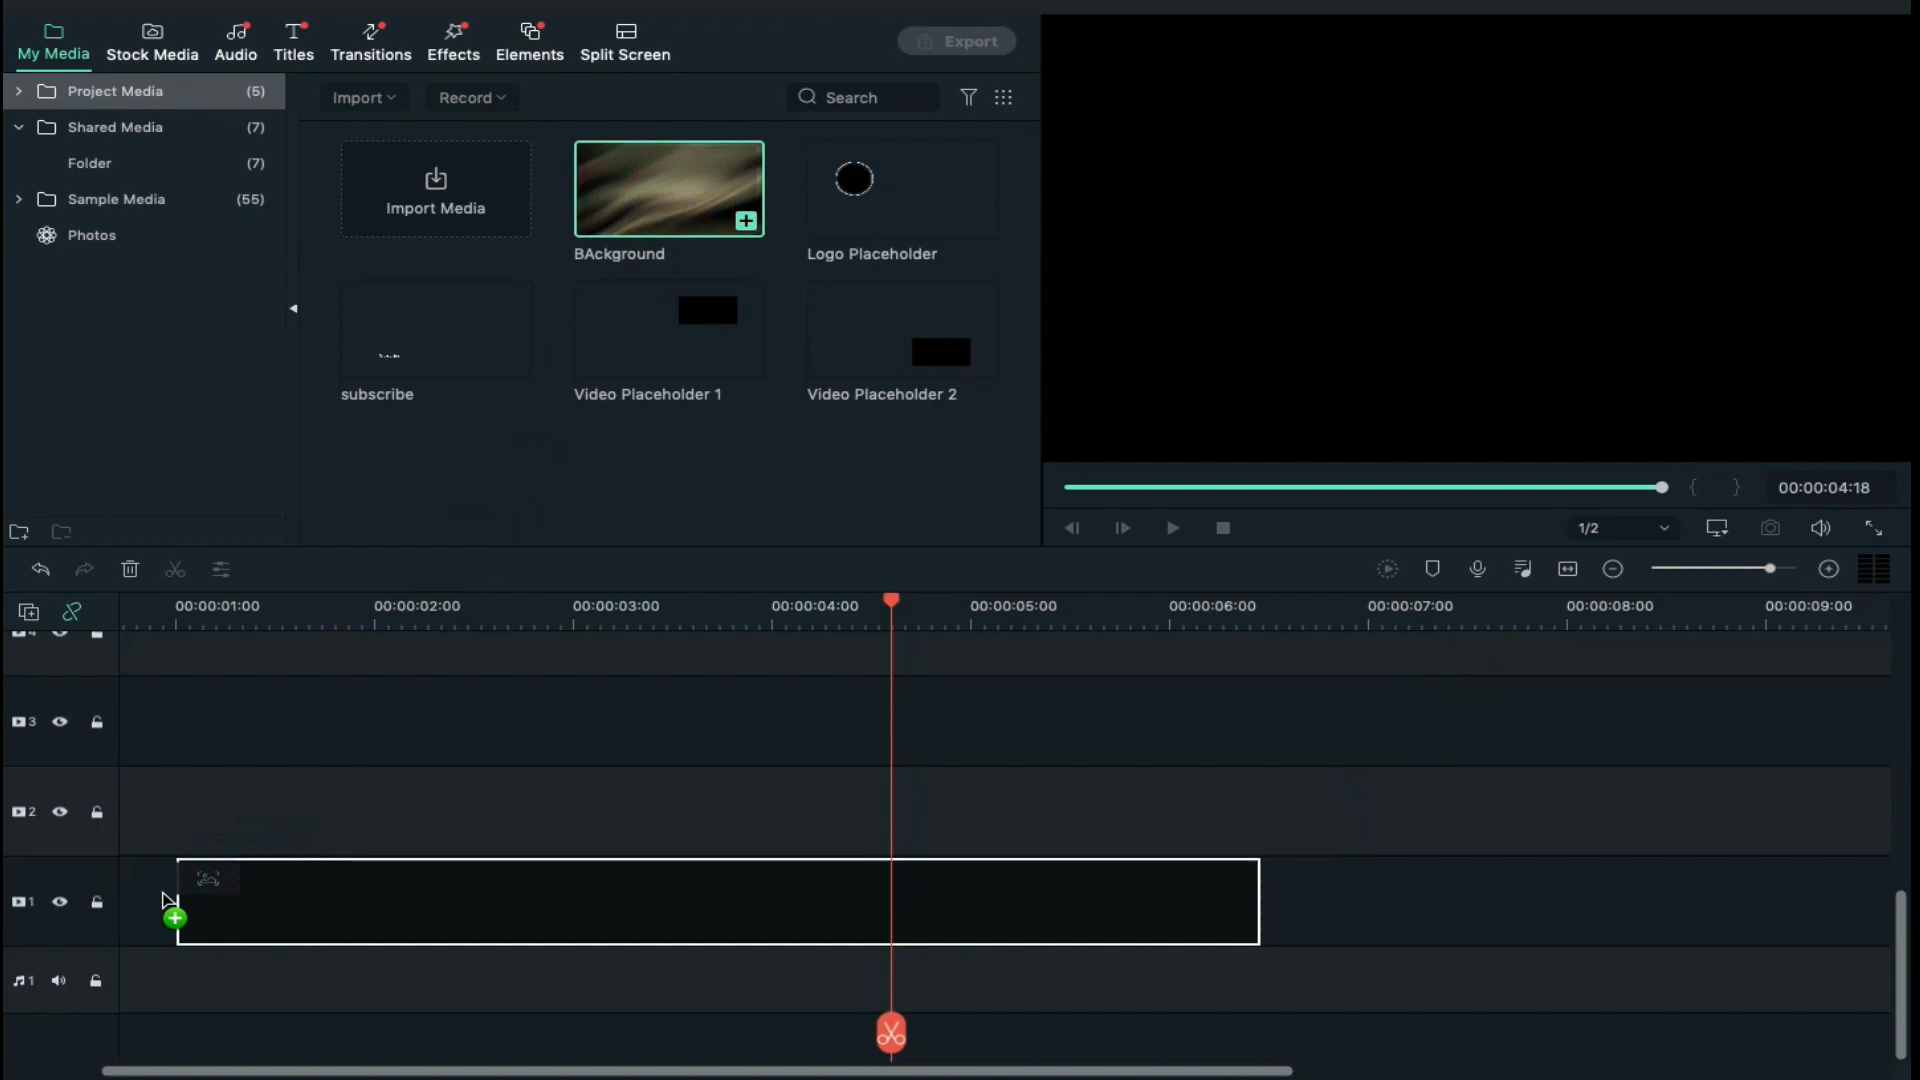 My Media
Stock Media
Audio
Titles
Transitions
Effects
Elements
Split Screen
Export
Project Media (5)
Shared Media (7)
Folder (7)
Sample Media (55)
Photos
Import
Record
Search
Import Media
BAckground
Logo Placeholder
subscribe
Video Placeholder 1
Video Placeholder 2
00:00:04:18
1/2
00:00:01:00
00:00:02:00
00:00:03:00
00:00:04:00
00:00:05:00
00:00:06:00
00:00:07:00
00:00:08:00
00:00:09:00
4
3
2
1
1